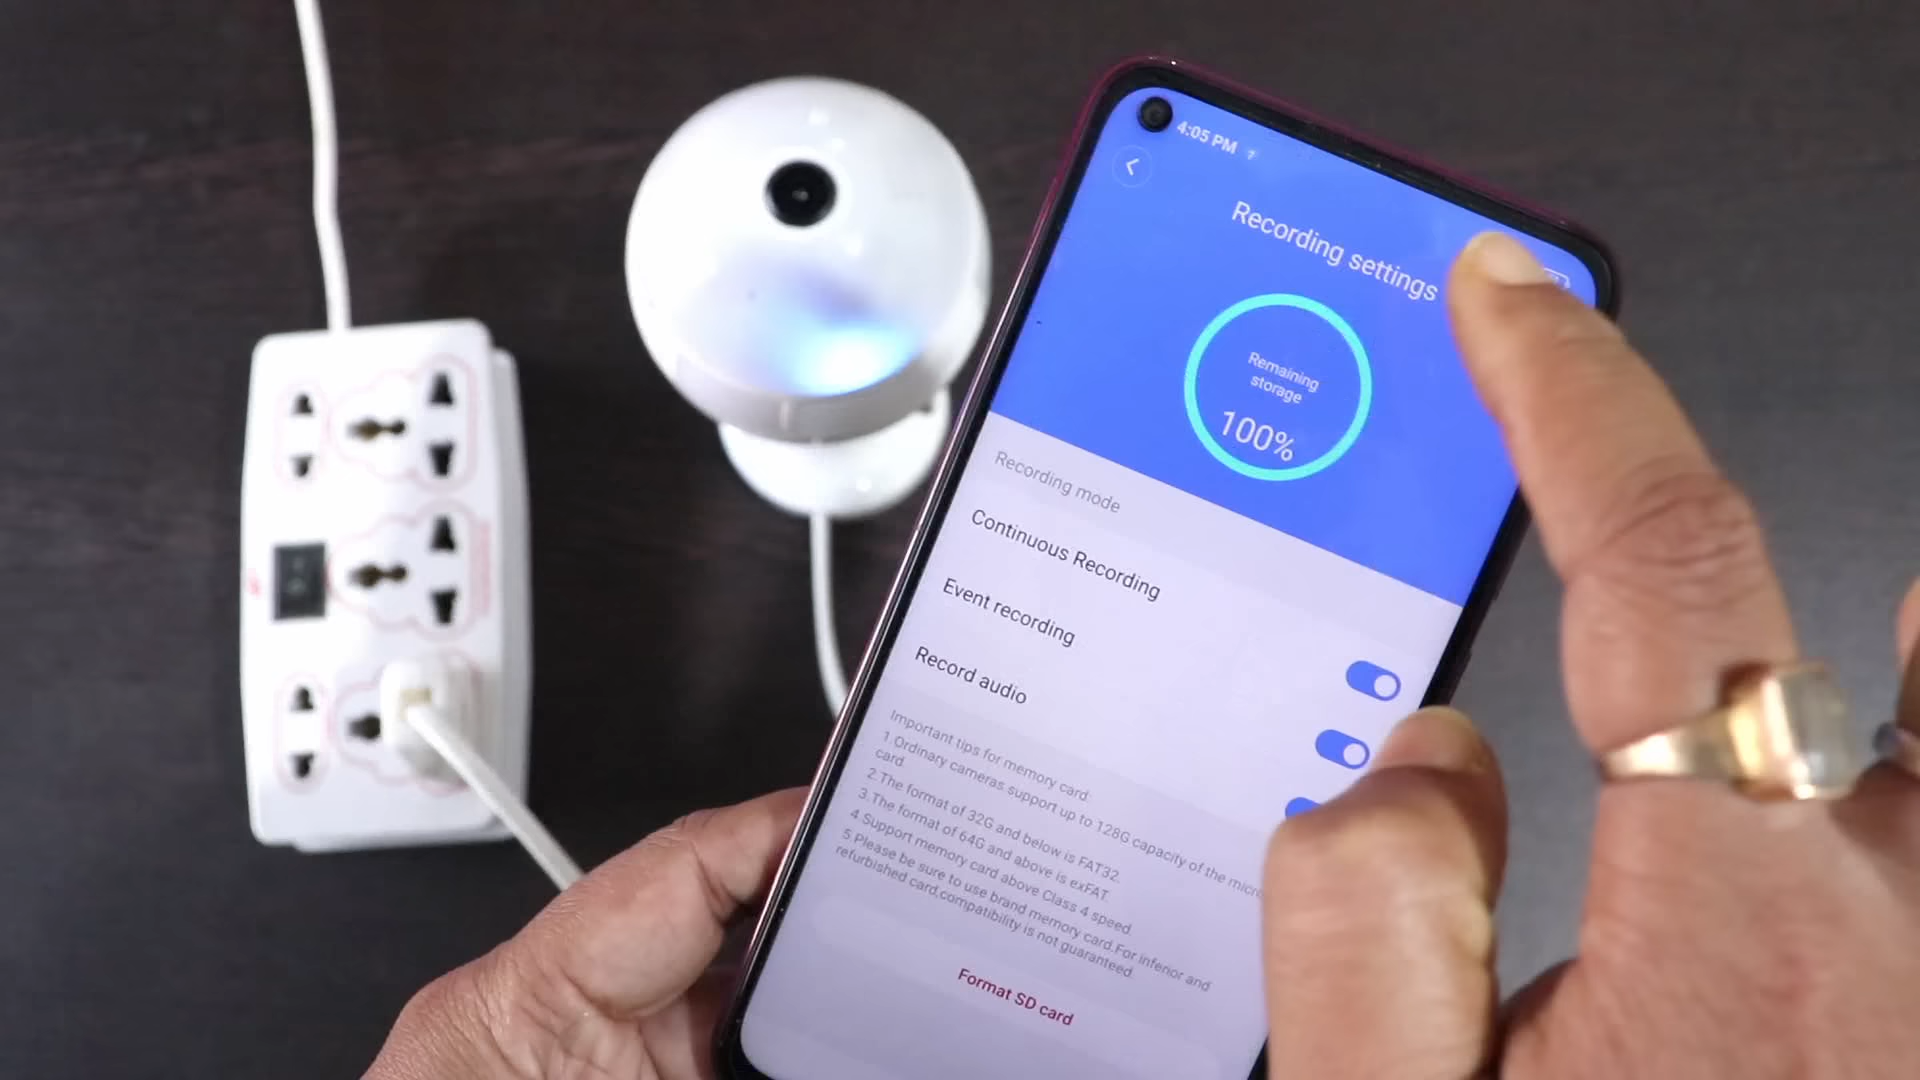 4:05 PM
Recording settings
Remaining
storage
100%
Recording mode
Continuous Recording
Event recording
Record audio
Important tips for memory card:
1.Ordinary cameras support up to 128G capacity of the micro
card.
2.The format of 32G and below is FAT32.
3.The format of 64G and above is exFAT.
4.Support memory card above Class 4 speed.
5.Please be sure to use brand memory card.For inferior and
refurbished card,compatibility is not guaranteed.
Format SD card